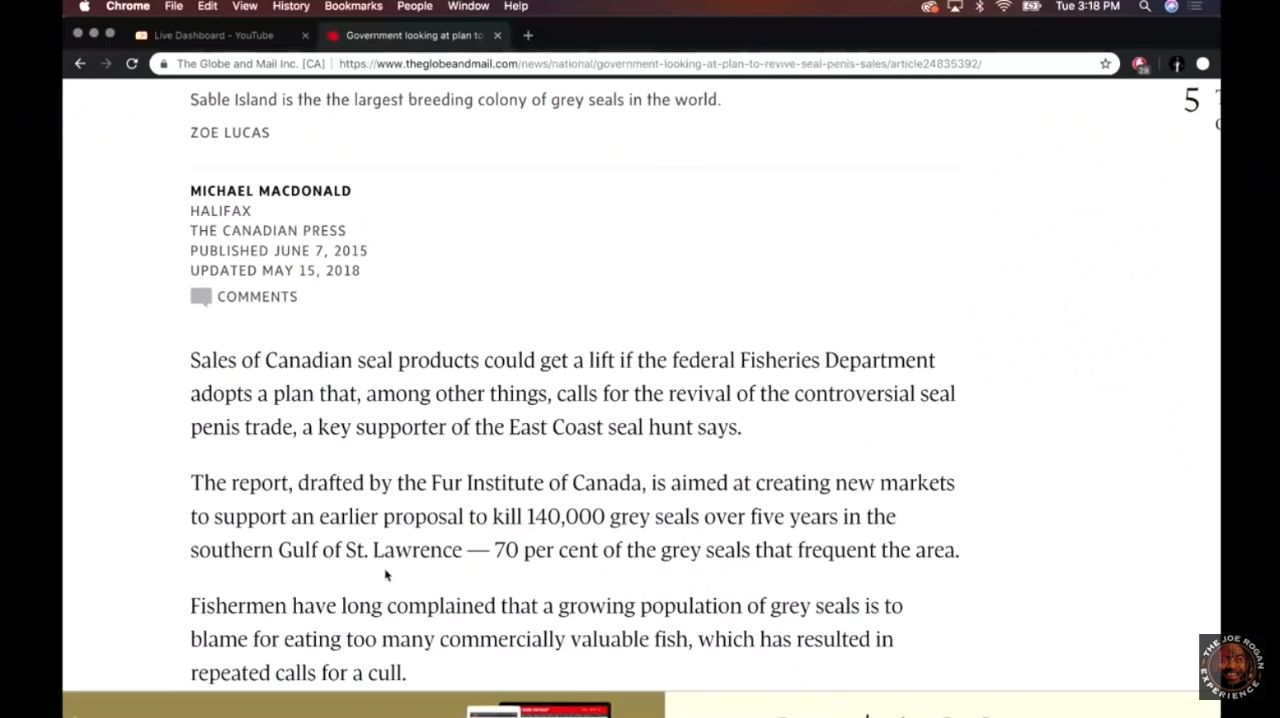 Chrome File Edit View History Bookmarks People Window Help Tue 3:18 PM
Live Dashboard - YouTube Government looking at plan to
The Globe and Mail Inc. [CA] https://www.theglobeandmail.com/news/national/government-looking-at-plan-to-revive-seal-penis-sales/article24835392/
Sable Island is the the largest breeding colony of grey seals in the world.
5
ZOE LUCAS
MICHAEL MACDONALD
HALIFAX
THE CANADIAN PRESS
PUBLISHED JUNE 7, 2015
UPDATED MAY 15, 2018
COMMENTS
Sales of Canadian seal products could get a lift if the federal Fisheries Department
adopts a plan that, among other things, calls for the revival of the controversial seal
penis trade, a key supporter of the East Coast seal hunt says.
The report, drafted by the Fur Institute of Canada, is aimed at creating new markets
to support an earlier proposal to kill 140,000 grey seals over five years in the
southern Gulf of St. Lawrence — 70 per cent of the grey seals that frequent the area.
Fishermen have long complained that a growing population of grey seals is to
blame for eating too many commercially valuable fish, which has resulted in
repeated calls for a cull.
THE JOE ROGAN
EXPERIENCE